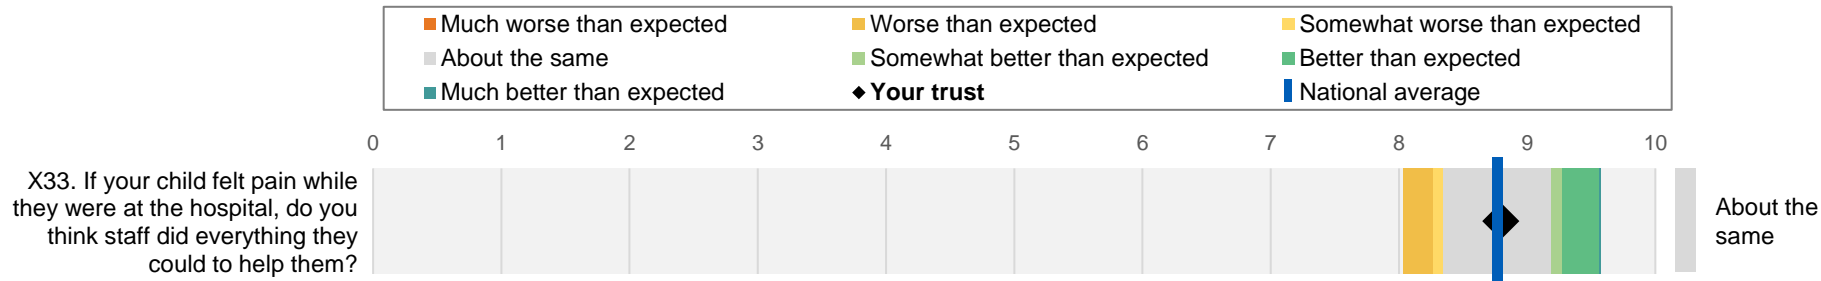 Much worse than expected Worse than expected Somewhat worse than expected
About the same Somewhat better than expected Better than expected
Much better than expected Your trust National average
0 1 2 3 4 5 6 7 8 9 10
X33. If your child felt pain while
they were at the hospital, do you
think staff did everything they
could to help them?
About the
same